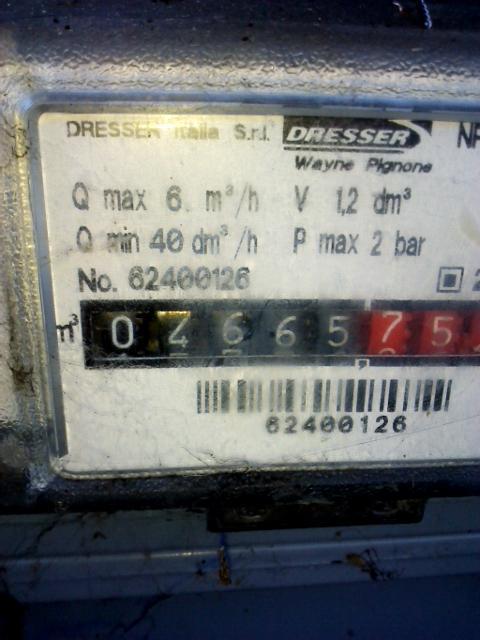 DRESSER Italia S.r.l. DRESSER
Wayne Pignone
Q max 6 m³/h V 1,2 dm³
Q min 40 dm³/h P max 2 bar
No. 62400126
m³ 0 4 6 6 5 , 7 5
62400126